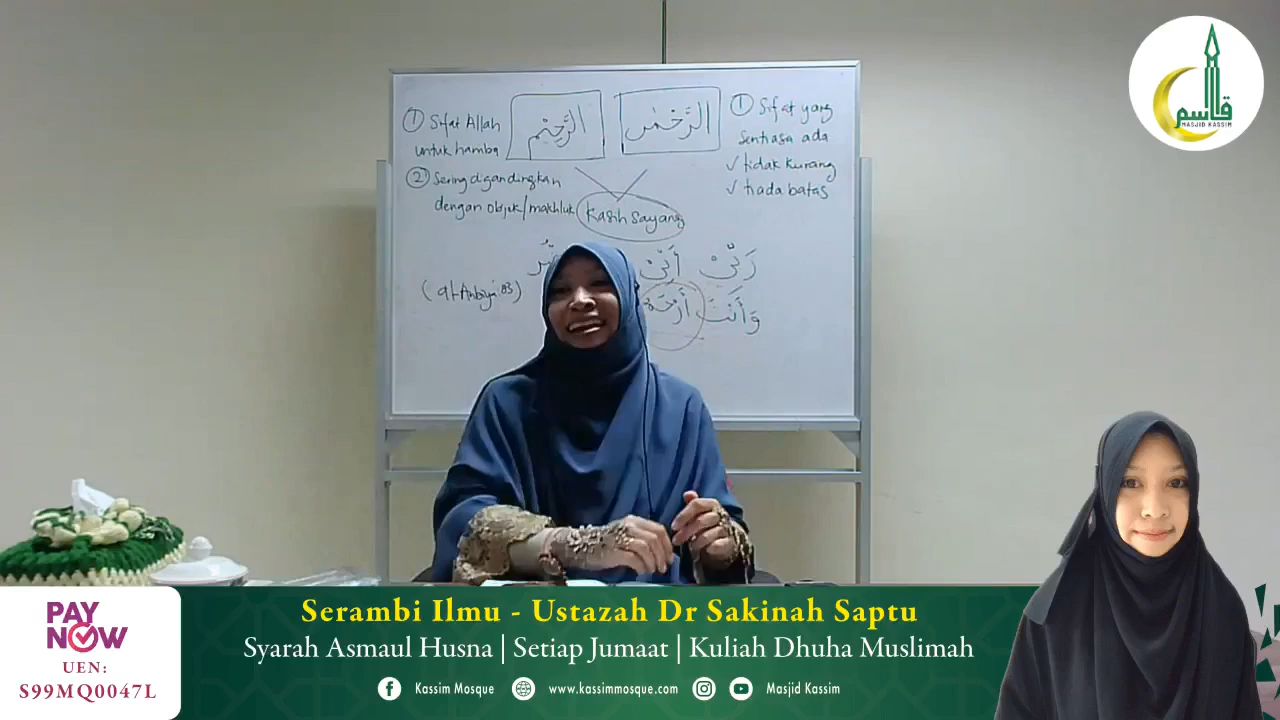 قاسم
MASJID KASSIM
① Sifat Allah
untuk hamba
الرَّحِيْم
الرَّحْمٰن
① Sifat yang
sentiasa ada
✓ tidak kurang
✓ tiada batas
② Sering digandingkan
dengan objek/makhluk
Kasih Sayang
رَبِّيْ أَنِّيْ
(al-Anbiya: 83)
وَأَنْتَ أَرْحَمُ
PAY
NOW
UEN:
S99MQ0047L
Serambi Ilmu - Ustazah Dr Sakinah Saptu
Syarah Asmaul Husna | Setiap Jumaat | Kuliah Dhuha Muslimah
Kassim Mosque www.kassimmosque.com Masjid Kassim